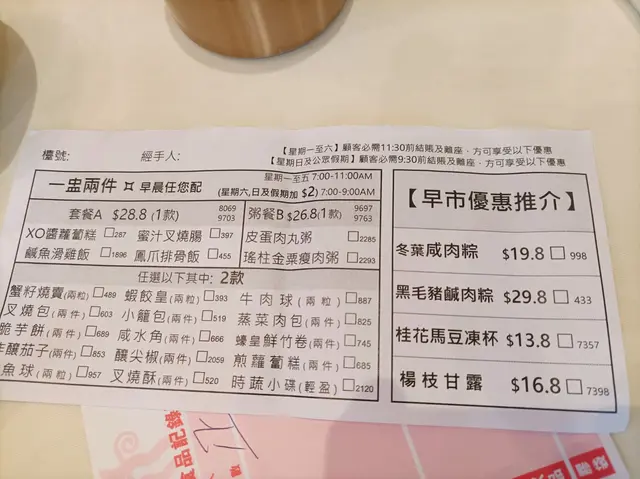 檯號:
經手人:
【星期一至六】顧客必需11:30前結賬及離座﹐方可享受以下優惠
【星期日及公眾假期】顧客必需9:30前結賬及離座﹐方可享受以下優惠
一盅兩件 ¤ 早晨任您配
星期一至五 7:00-11:00AM
(星期六,日及假期加 $2) 7:00-9:00AM
套餐A $28.8 (1款) 8069 9703
粥餐B $26.8 (1款) 9697 9763
XO醬蘿蔔糕 □287 蜜汁叉燒腸 □397 皮蛋肉丸粥 □2285
鹹魚滑雞飯 □1896 鳳爪排骨飯 □455 瑤柱金粟瘦肉粥 □2293
任選以下其中: 2款
蟹籽燒賣(兩粒) □489 蝦餃皇(兩粒) □393 牛肉球(兩粒) □887
叉燒包(兩件) □603 小籠包(兩件) □519 蒸菜肉包(兩件) □825
脆芋餅(兩件) □689 咸水角(兩件) □666 蠔皇鮮竹卷(兩件) □745
釀茄子(兩件) □853 釀尖椒(兩件) □2059 煎蘿蔔糕(兩件) □685
魚球(兩粒) □957 叉燒酥(兩件) □520 時蔬小碟(輕盈) □2120
【早市優惠推介】
冬葉咸肉粽 $19.8 □ 998
黑毛豬鹹肉粽 $29.8 □ 433
桂花馬豆凍杯 $13.8 □ 7357
楊枝甘露 $16.8 □ 7398
食品記錄